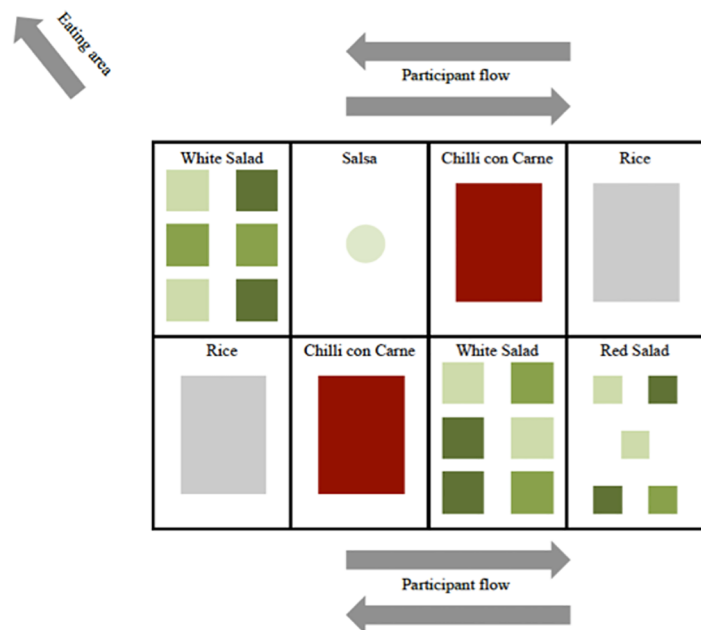 Eating area
Participant flow
White Salad
Salsa
Chilli con Carne
Rice
Rice
Chilli con Carne
White Salad
Red Salad
Participant flow